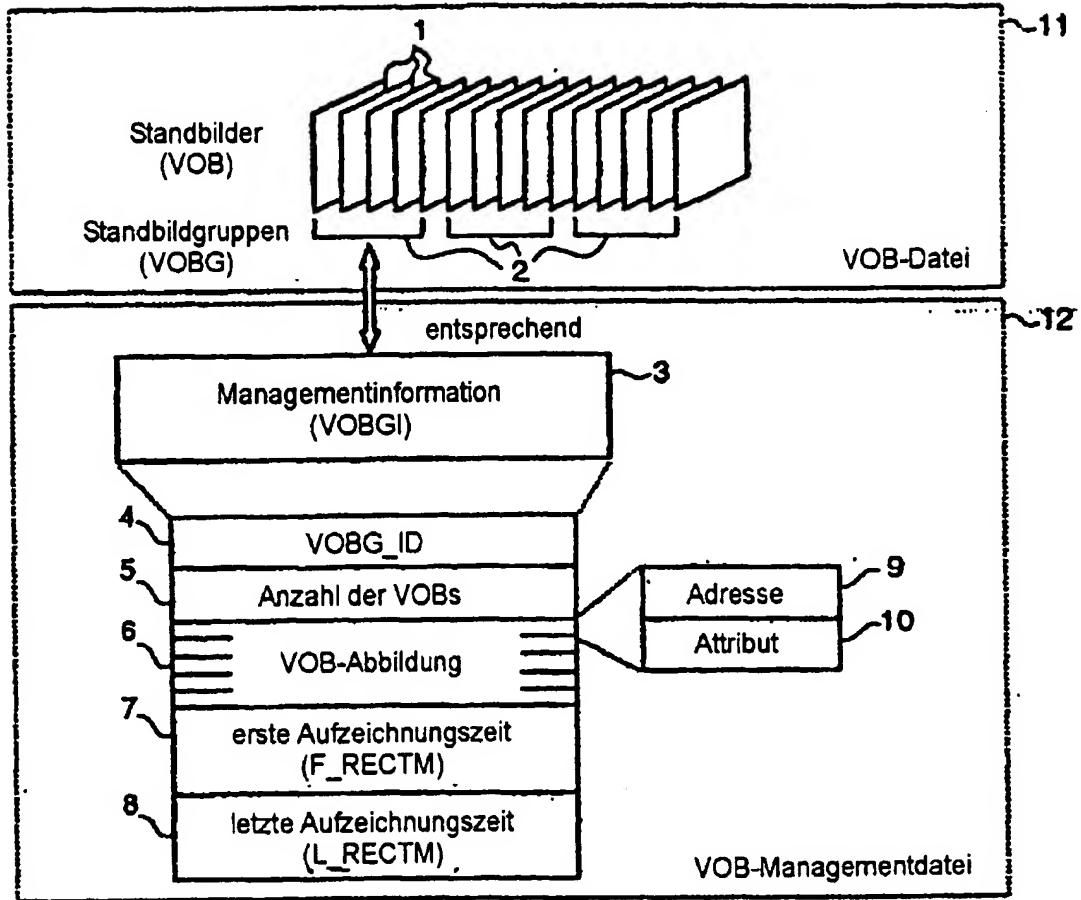 11
1
Standbilder
(VOB)
Standbildgruppen
(VOBG)
2
VOB-Datei
12
entsprechend
3
Managementinformation
(VOBGI)
4
VOBG_ID
5
Anzahl der VOBs
9
Adresse
10
Attribut
6
VOB-Abbildung
7
erste Aufzeichnungszeit
(F_RECTM)
8
letzte Aufzeichnungszeit
(L_RECTM)
VOB-Managementdatei